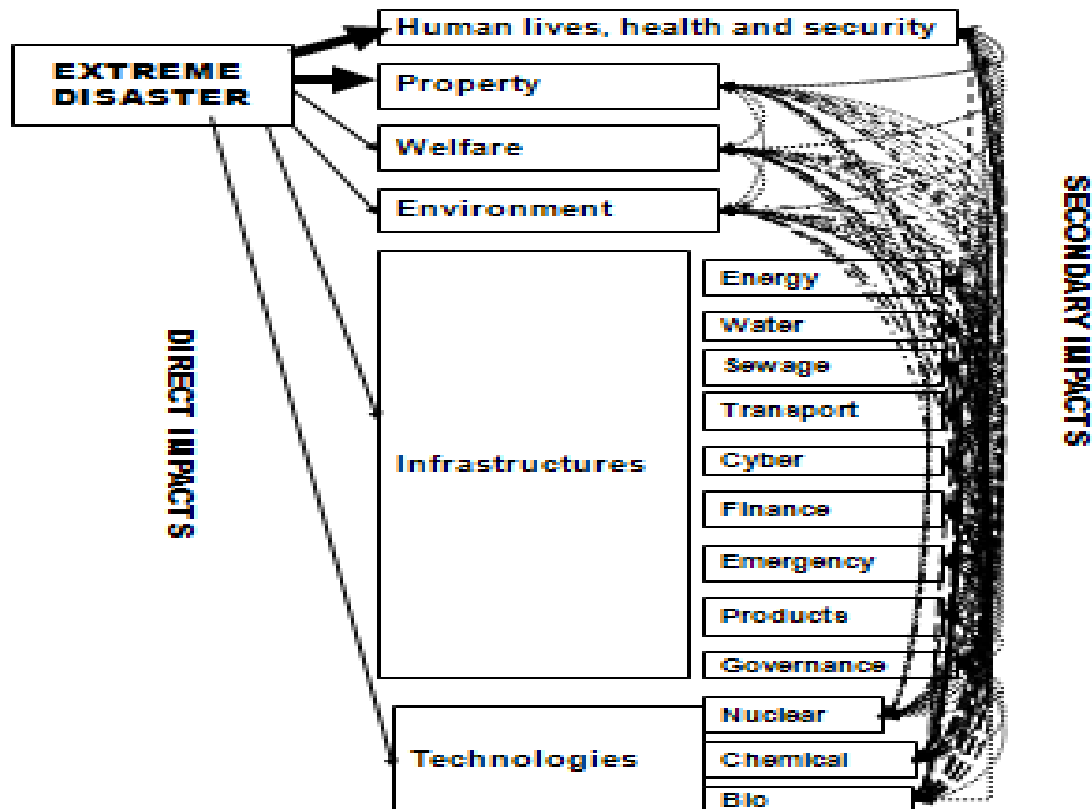 Human lives, health and security
EXTREME
DISASTER
Property
Welfare
Environment
Energy
Water
Sewage
Transport
Cyber
Infrastructures
Finance
Emergency
Products
Governance
Nuclear
Technologies
Chemical
Bio
DIRECT IMPACTS
SECONDARY IMPACTS